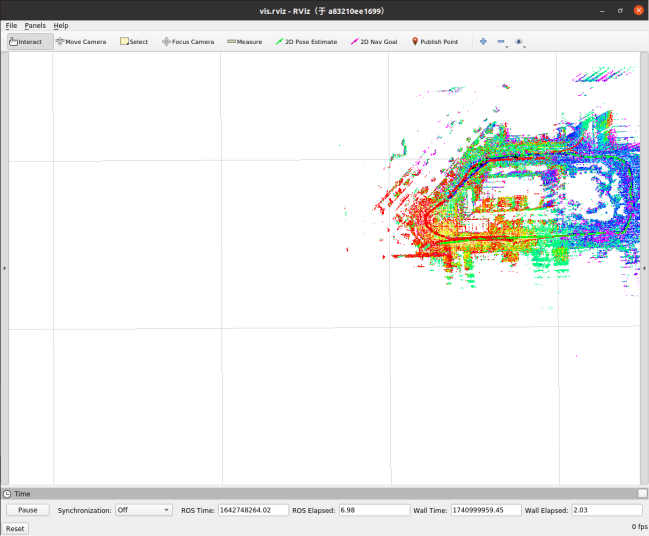 vis.rviz - RViz（于 a83210ee1699）
File Panels Help
Interact Move Camera Select Focus Camera Measure 2D Pose Estimate 2D Nav Goal Publish Point
Time
Pause Synchronization: Off ROS Time: 1642748264.02 ROS Elapsed: 6.98 Wall Time: 1740999959.45 Wall Elapsed: 2.03
Reset 0 fps